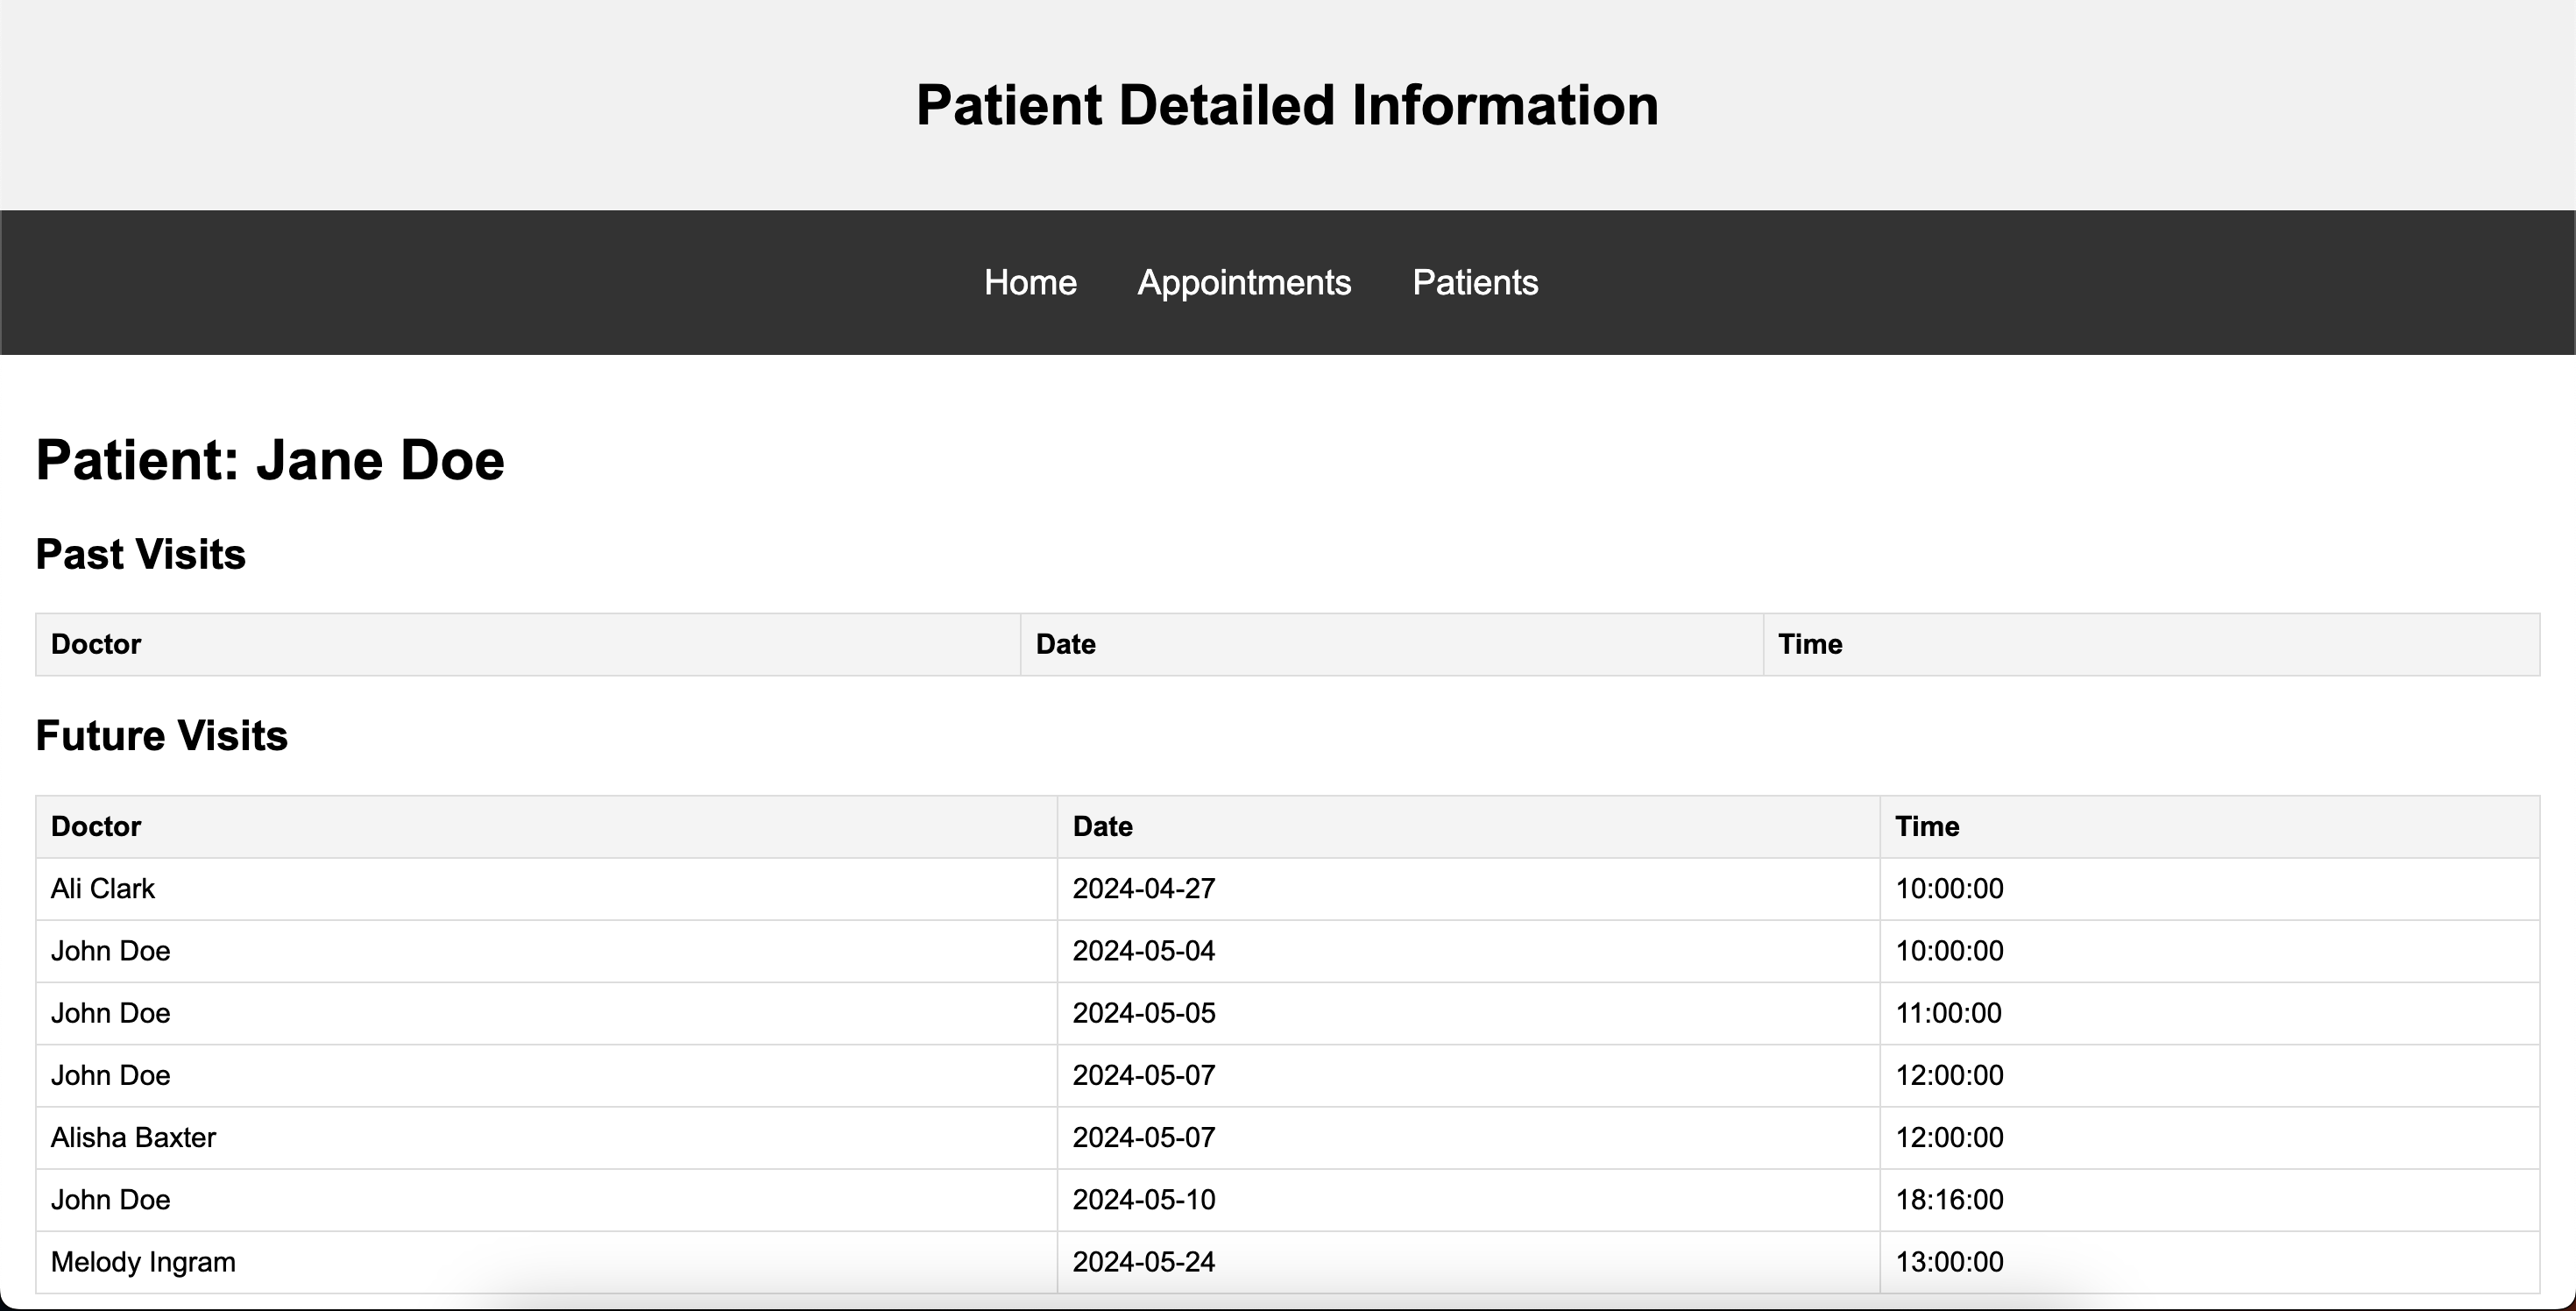 Patient Detailed Information
Home Appointments Patients
Patient: Jane Doe
Past Visits
Doctor Date Time
Future Visits
Doctor Date Time
Ali Clark 2024-04-27 10:00:00
John Doe 2024-05-04 10:00:00
John Doe 2024-05-05 11:00:00
John Doe 2024-05-07 12:00:00
Alisha Baxter 2024-05-07 12:00:00
John Doe 2024-05-10 18:16:00
Melody Ingram 2024-05-24 13:00:00